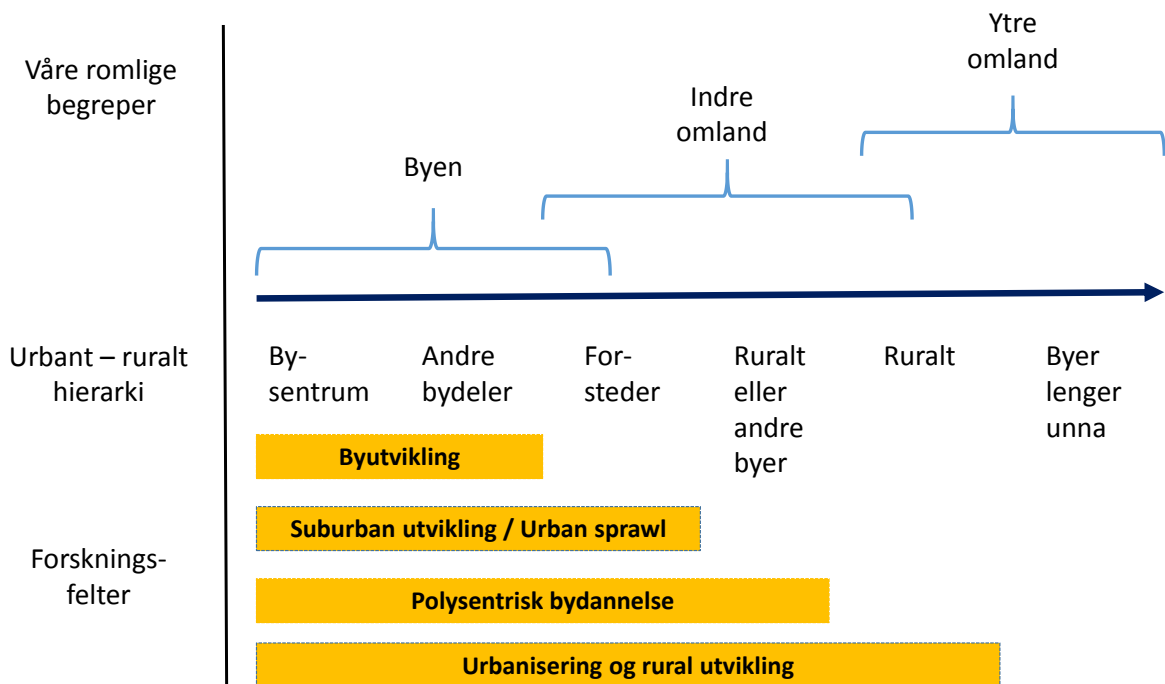 Våre romlige
begreper
Byen
Indre
omland
Ytre
omland
Urbant – ruralt
hierarki
By-
sentrum
Andre
bydeler
For-
steder
Ruralt
eller
andre
byer
Ruralt
Byer
lenger
unna
Forsknings-
felter
Byutvikling
Suburban utvikling / Urban sprawl
Polysentrisk bydannelse
Urbanisering og rural utvikling